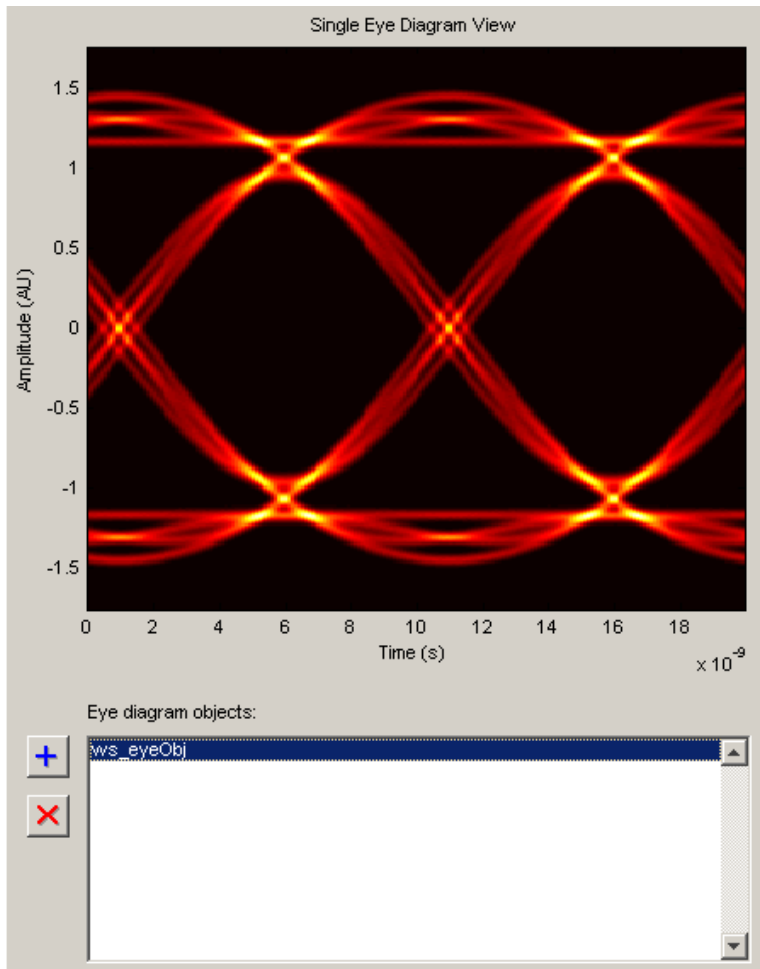 Single Eye Diagram View
1.5
1
0.5
0
-0.5
-1
-1.5
Amplitude (AU)
0 2 4 6 8 10 12 14 16 18
Time (s)
x 10^-9
Eye diagram objects:
ws_eyeObj